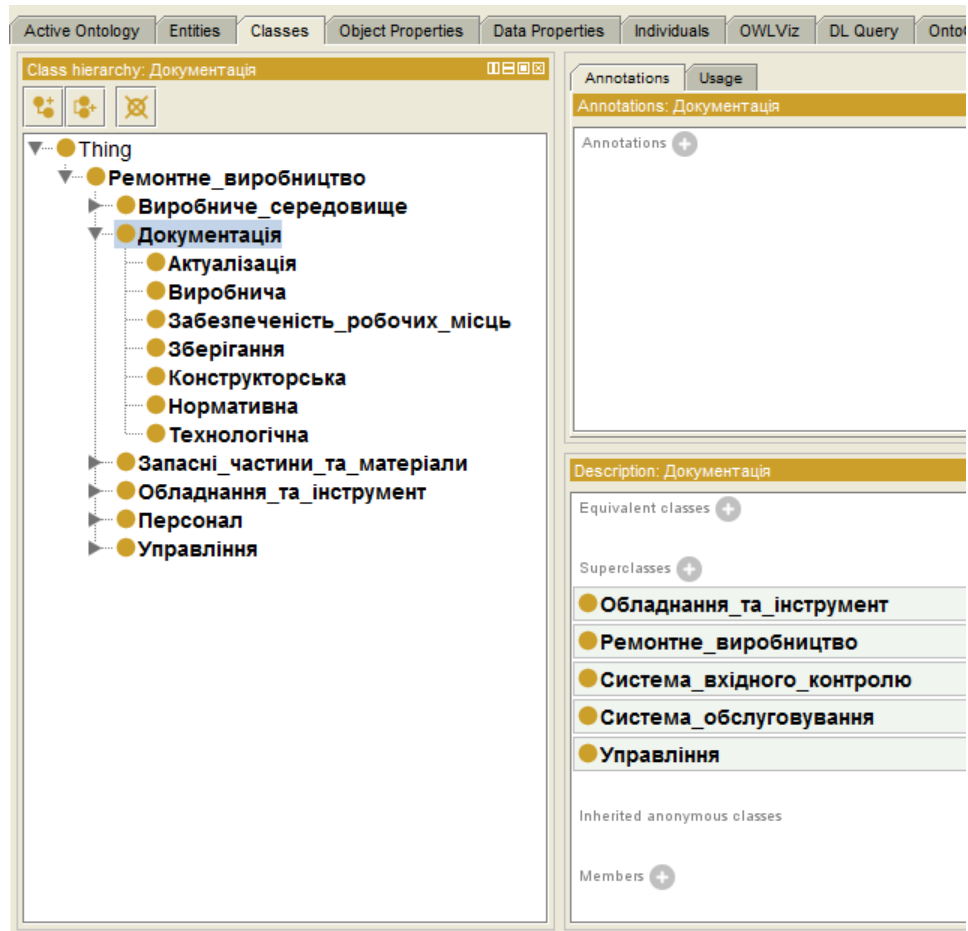 Active Ontology Entities Classes Object Properties Data Properties Individuals OWLViz DL Query Onto
Class hierarchy: Документація
Thing
Ремонтне_виробництво
Виробниче_середовище
Документація
Актуалізація
Виробнича
Забезпеченість_робочих_місць
Зберігання
Конструкторська
Нормативна
Технологічна
Запасні_частини_та_матеріали
Обладнання_та_інструмент
Персонал
Управління
Annotations Usage
Annotations: Документація
Annotations
Description: Документація
Equivalent classes
Superclasses
Обладнання_та_інструмент
Ремонтне_виробництво
Система_вхідного_контролю
Система_обслуговування
Управління
Inherited anonymous classes
Members